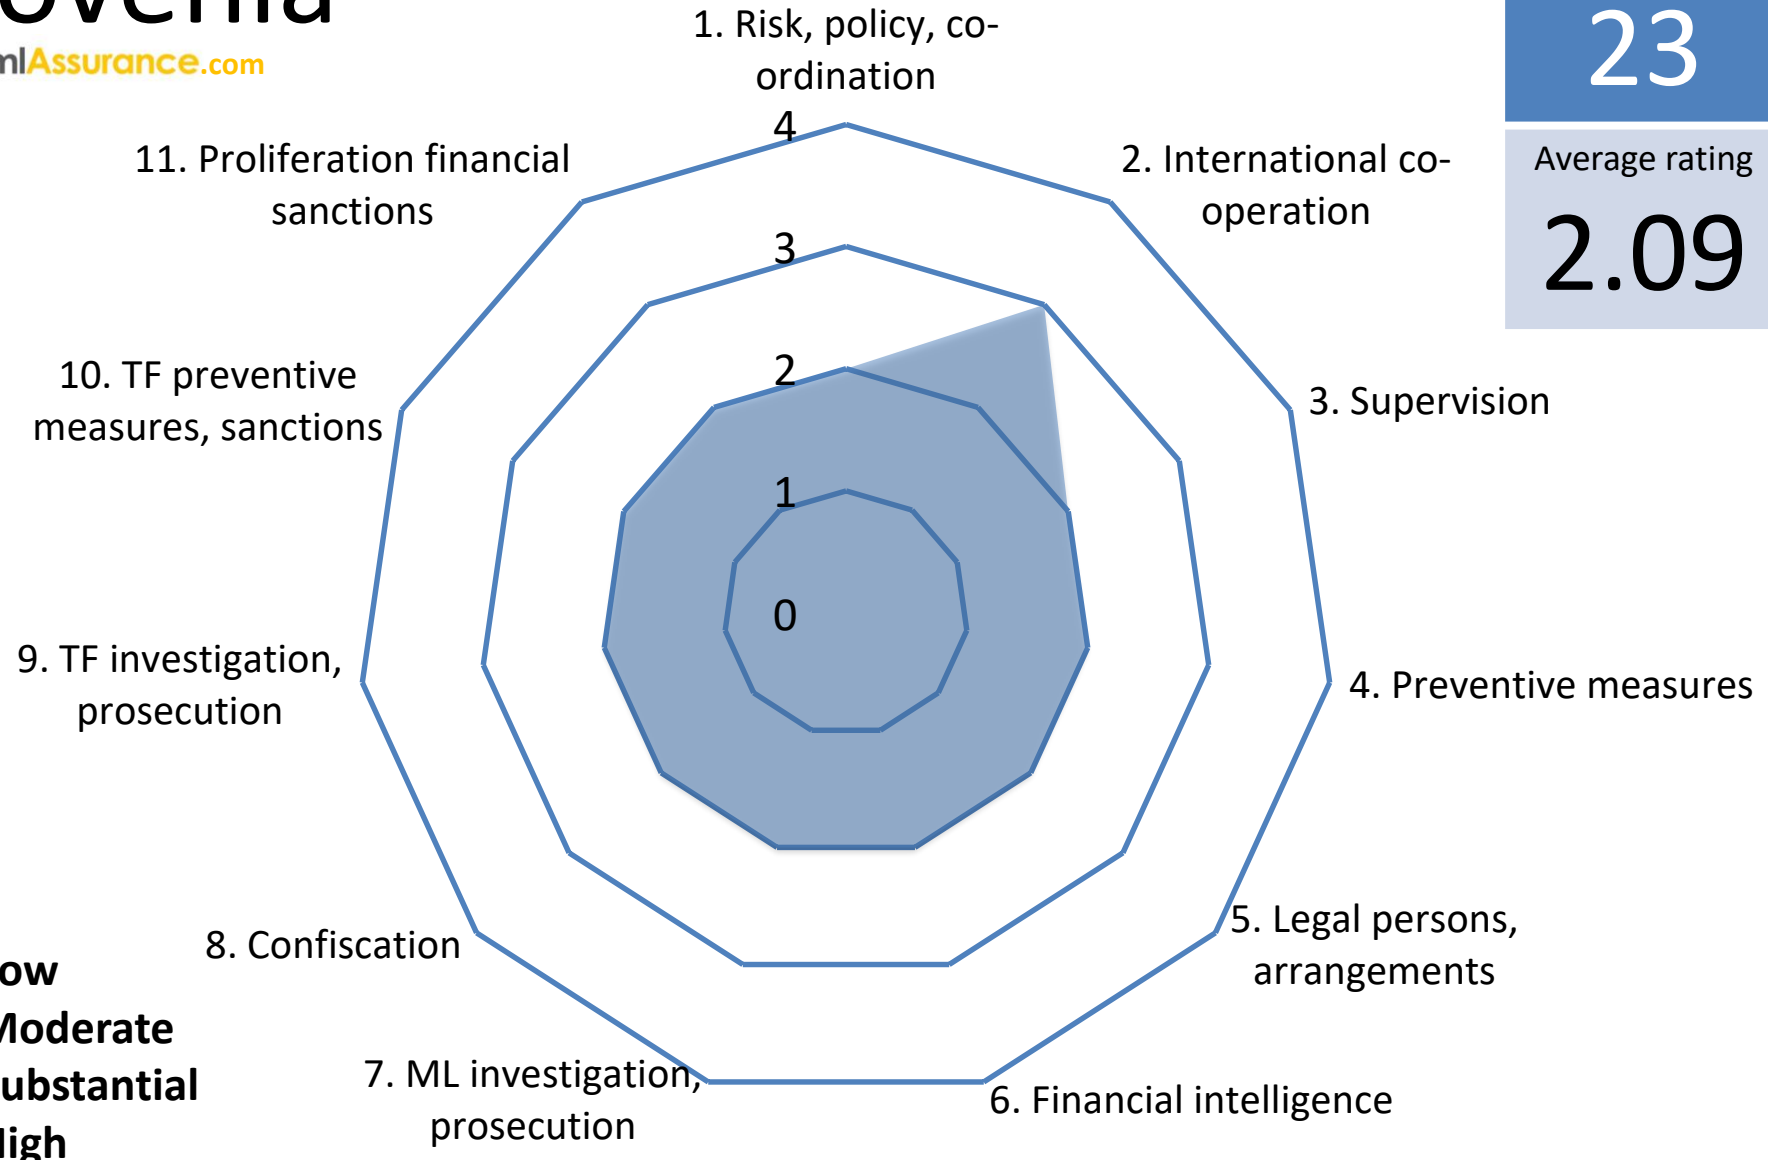 ovenia
mlAssurance.com
23
Average rating
2.09
1. Risk, policy, co-
ordination
2. International co-
operation
3. Supervision
4. Preventive measures
5. Legal persons,
arrangements
6. Financial intelligence
7. ML investigation,
prosecution
8. Confiscation
9. TF investigation,
prosecution
10. TF preventive
measures, sanctions
11. Proliferation financial
sanctions
4
3
2
1
0
ow
Moderate
ubstantial
High